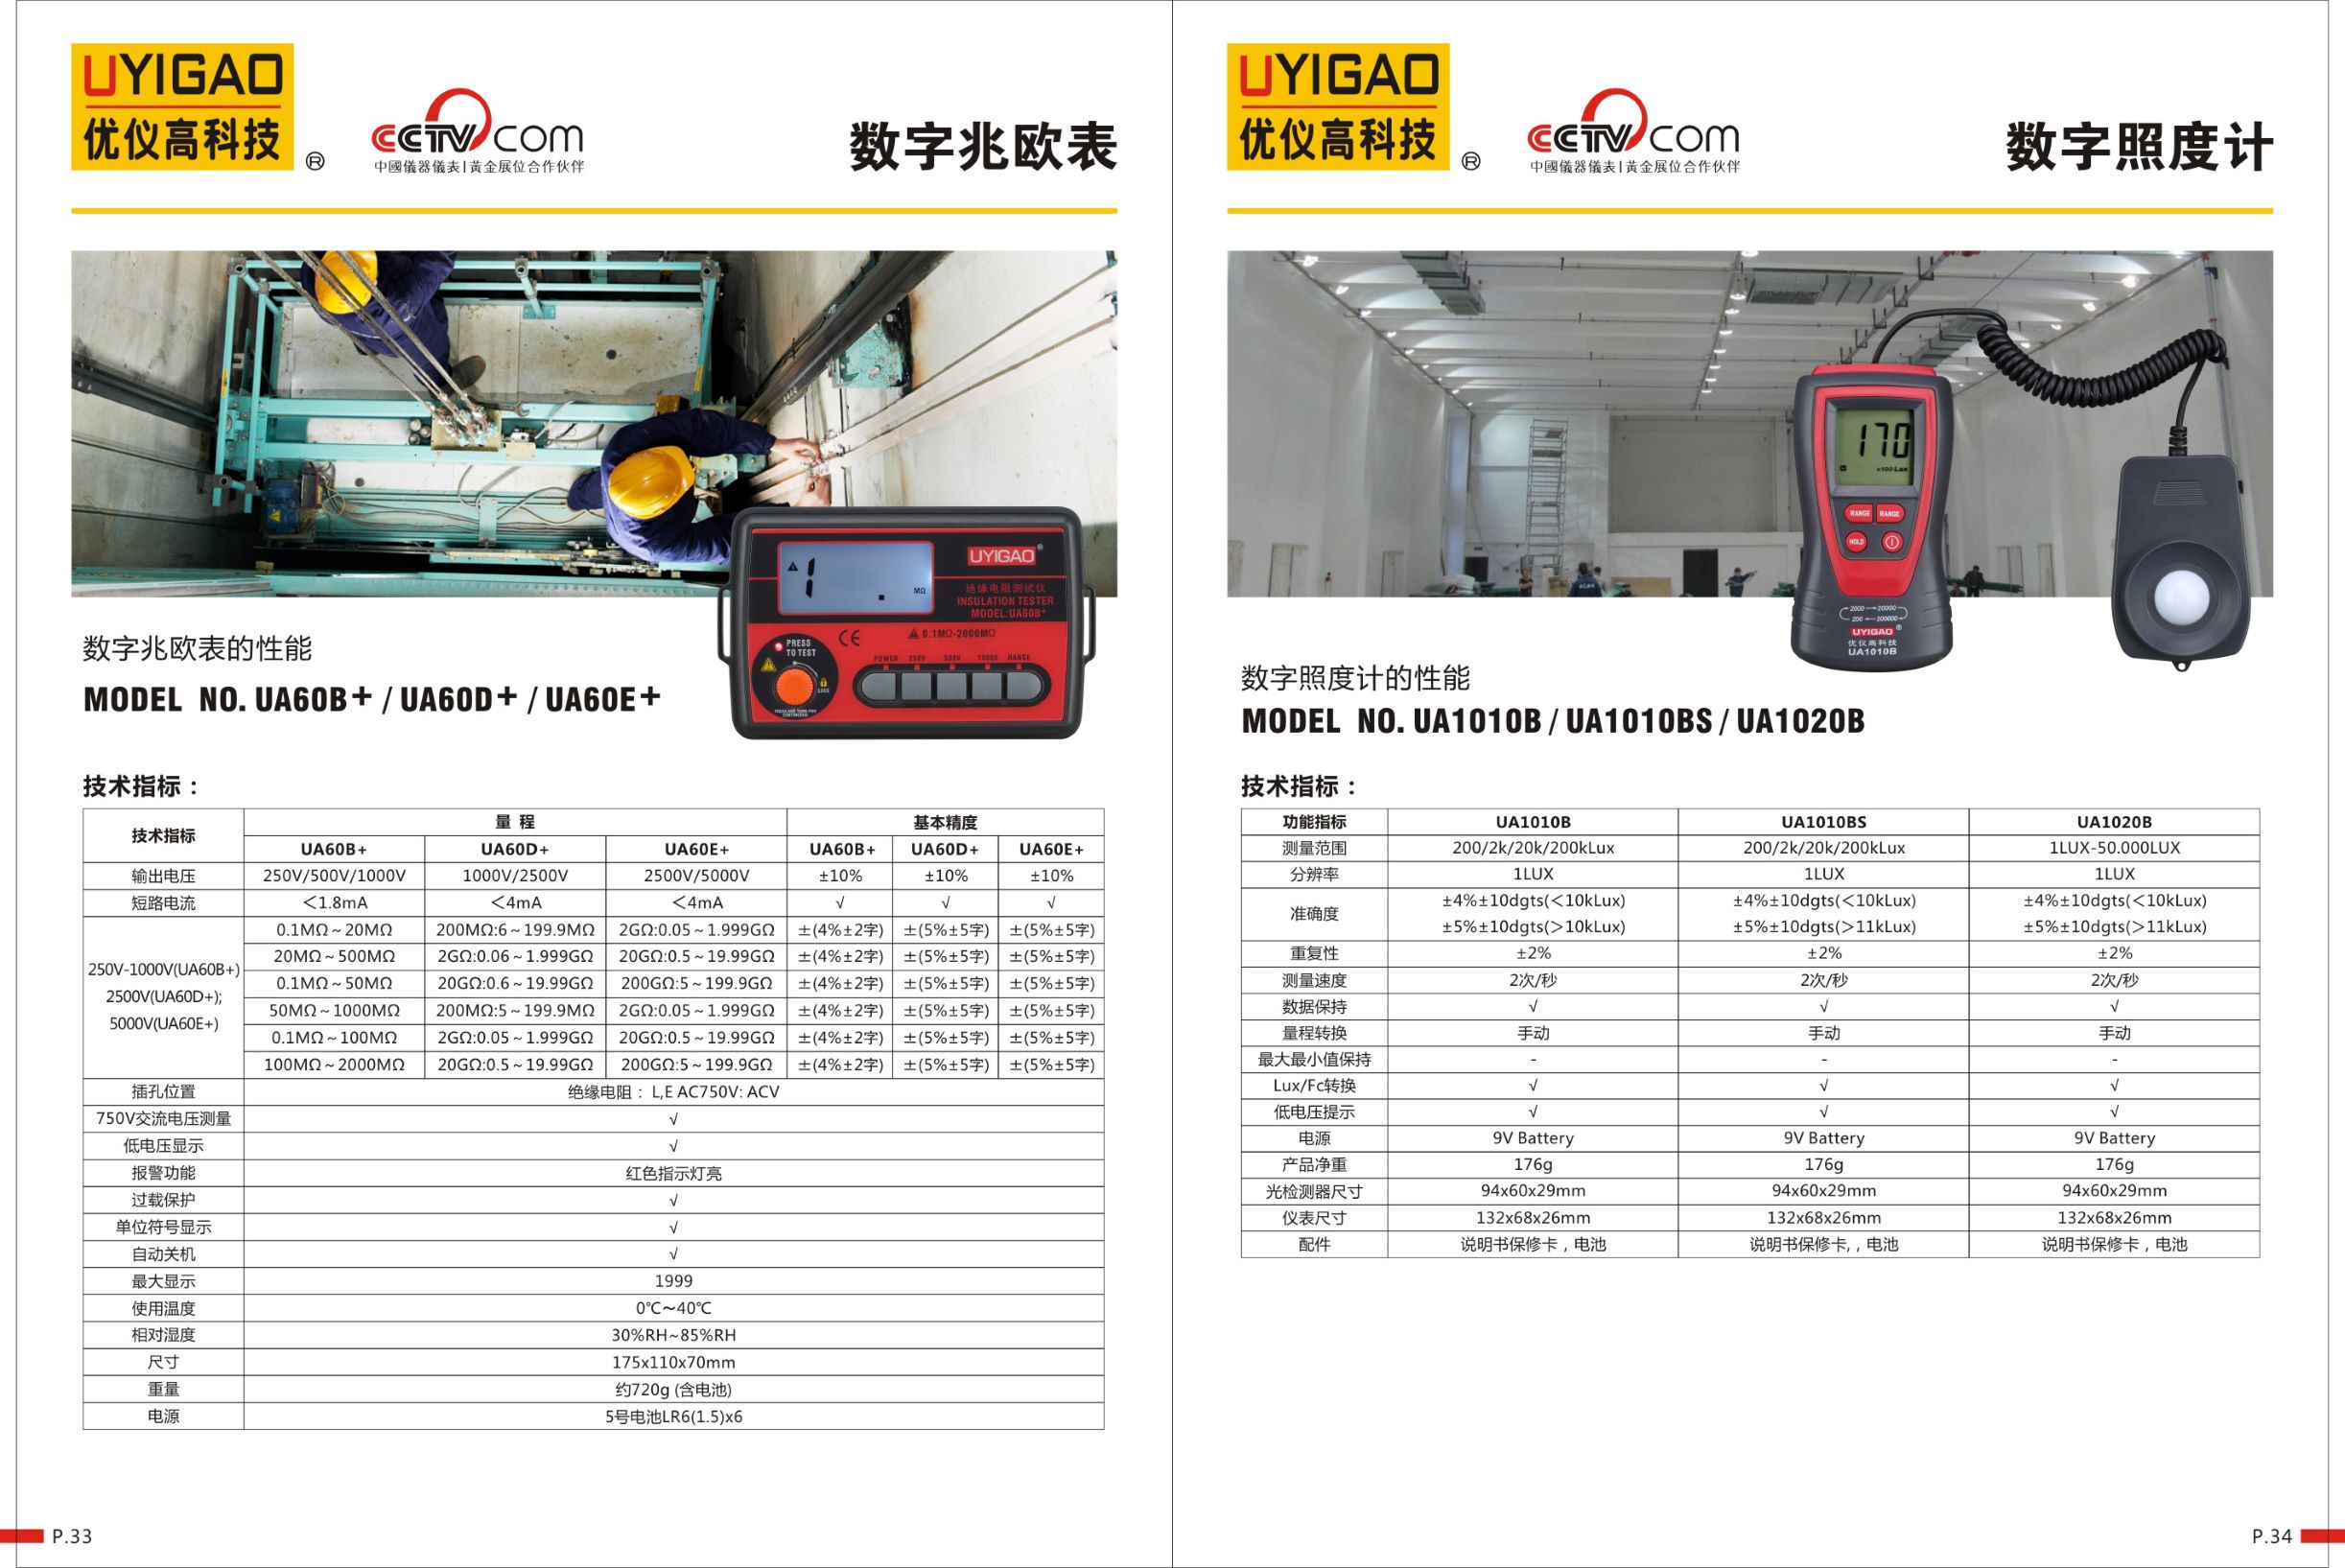 UYIGAO
优仪高科技
®
CCTV.com
中國儀器儀表|黃金展位合作伙伴
数字兆欧表
UYIGAO®
绝缘电阻测试仪
INSULATION TESTER
MODEL:UA60B+
1 . MΩ
0.1MΩ-2000MΩ
CE
PRESS
TO TEST
LOCK
POWER 250V 500V 1000V RANGE
数字兆欧表的性能
MODEL NO. UA60B+ / UA60D+ / UA60E+
技术指标：
技术指标 量 程 基本精度
UA60B+ UA60D+ UA60E+ UA60B+ UA60D+ UA60E+
输出电压 250V/500V/1000V 1000V/2500V 2500V/5000V ±10% ±10% ±10%
短路电流 ＜1.8mA ＜4mA ＜4mA √ √ √
250V-1000V(UA60B+)
2500V(UA60D+);
5000V(UA60E+)
0.1MΩ~20MΩ 200MΩ:6~199.9MΩ 2GΩ:0.05~1.999GΩ ±(4%±2字) ±(5%±5字) ±(5%±5字)
20MΩ~500MΩ 2GΩ:0.06~1.999GΩ 20GΩ:0.5~19.99GΩ ±(4%±2字) ±(5%±5字) ±(5%±5字)
0.1MΩ~50MΩ 20GΩ:0.6~19.99GΩ 200GΩ:5~199.9GΩ ±(4%±2字) ±(5%±5字) ±(5%±5字)
50MΩ~1000MΩ 200MΩ:5~199.9MΩ 2GΩ:0.05~1.999GΩ ±(4%±2字) ±(5%±5字) ±(5%±5字)
0.1MΩ~100MΩ 2GΩ:0.05~1.999GΩ 20GΩ:0.5~19.99GΩ ±(4%±2字) ±(5%±5字) ±(5%±5字)
100MΩ~2000MΩ 20GΩ:0.5~19.99GΩ 200GΩ:5~199.9GΩ ±(4%±2字) ±(5%±5字) ±(5%±5字)
插孔位置 绝缘电阻：L,E AC750V: ACV
750V交流电压测量 √
低电压显示 √
报警功能 红色指示灯亮
过载保护 √
单位符号显示 √
自动关机 √
最大显示 1999
使用温度 0℃～40℃
相对湿度 30%RH~85%RH
尺寸 175x110x70mm
重量 约720g (含电池)
电源 5号电池LR6(1.5)x6
P.33
UYIGAO
优仪高科技
®
CCTV.com
中國儀器儀表|黃金展位合作伙伴
数字照度计
170
x100 Lux
RANGE RANGE
HOLD
2000 20000
200 200000
UYIGAO®
优仪高科技
UA1010B
数字照度计的性能
MODEL NO. UA1010B / UA1010BS / UA1020B
技术指标：
功能指标 UA1010B UA1010BS UA1020B
测量范围 200/2k/20k/200kLux 200/2k/20k/200kLux 1LUX-50.000LUX
分辨率 1LUX 1LUX 1LUX
准确度
±4%±10dgts(＜10kLux) ±4%±10dgts(＜10kLux) ±4%±10dgts(＜10kLux)
±5%±10dgts(＞10kLux) ±5%±10dgts(＞11kLux) ±5%±10dgts(＞11kLux)
重复性 ±2% ±2% ±2%
测量速度 2次/秒 2次/秒 2次/秒
数据保持 √ √ √
量程转换 手动 手动 手动
最大最小值保持 - - -
Lux/Fc转换 √ √ √
低电压提示 √ √ √
电源 9V Battery 9V Battery 9V Battery
产品净重 176g 176g 176g
光检测器尺寸 94x60x29mm 94x60x29mm 94x60x29mm
仪表尺寸 132x68x26mm 132x68x26mm 132x68x26mm
配件 说明书保修卡，电池 说明书保修卡,，电池 说明书保修卡，电池
P.34